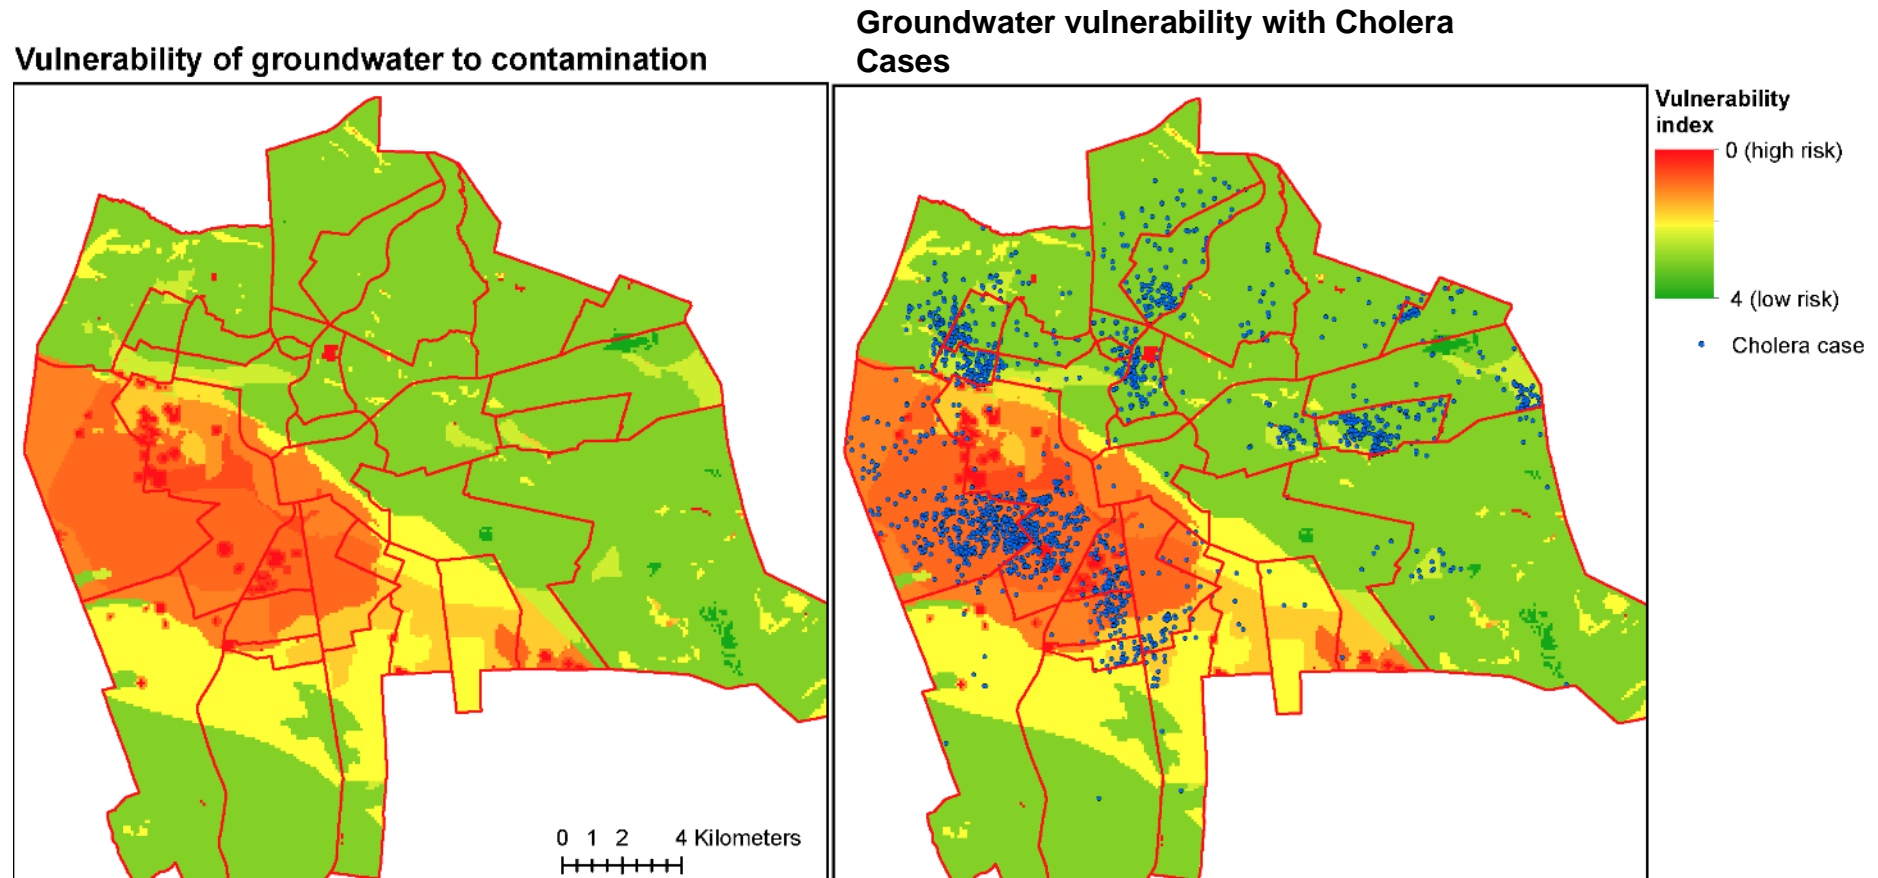 Vulnerability of groundwater to contamination
Groundwater vulnerability with Cholera
Cases
Vulnerability
index
0 (high risk)
4 (low risk)
Cholera case
0 1 2 4 Kilometers